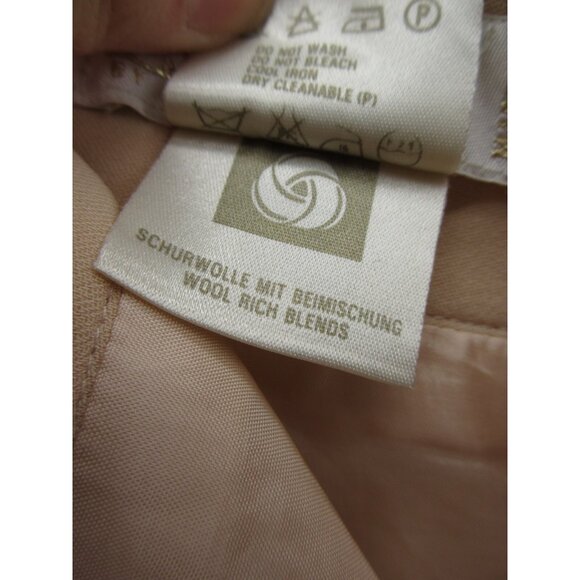 P
DO NOT WASH
DO NOT BLEACH
COOL IRON
DRY CLEANABLE (P)
SCHURWOLLE MIT BEIMISCHUNG
WOOL RICH BLENDS